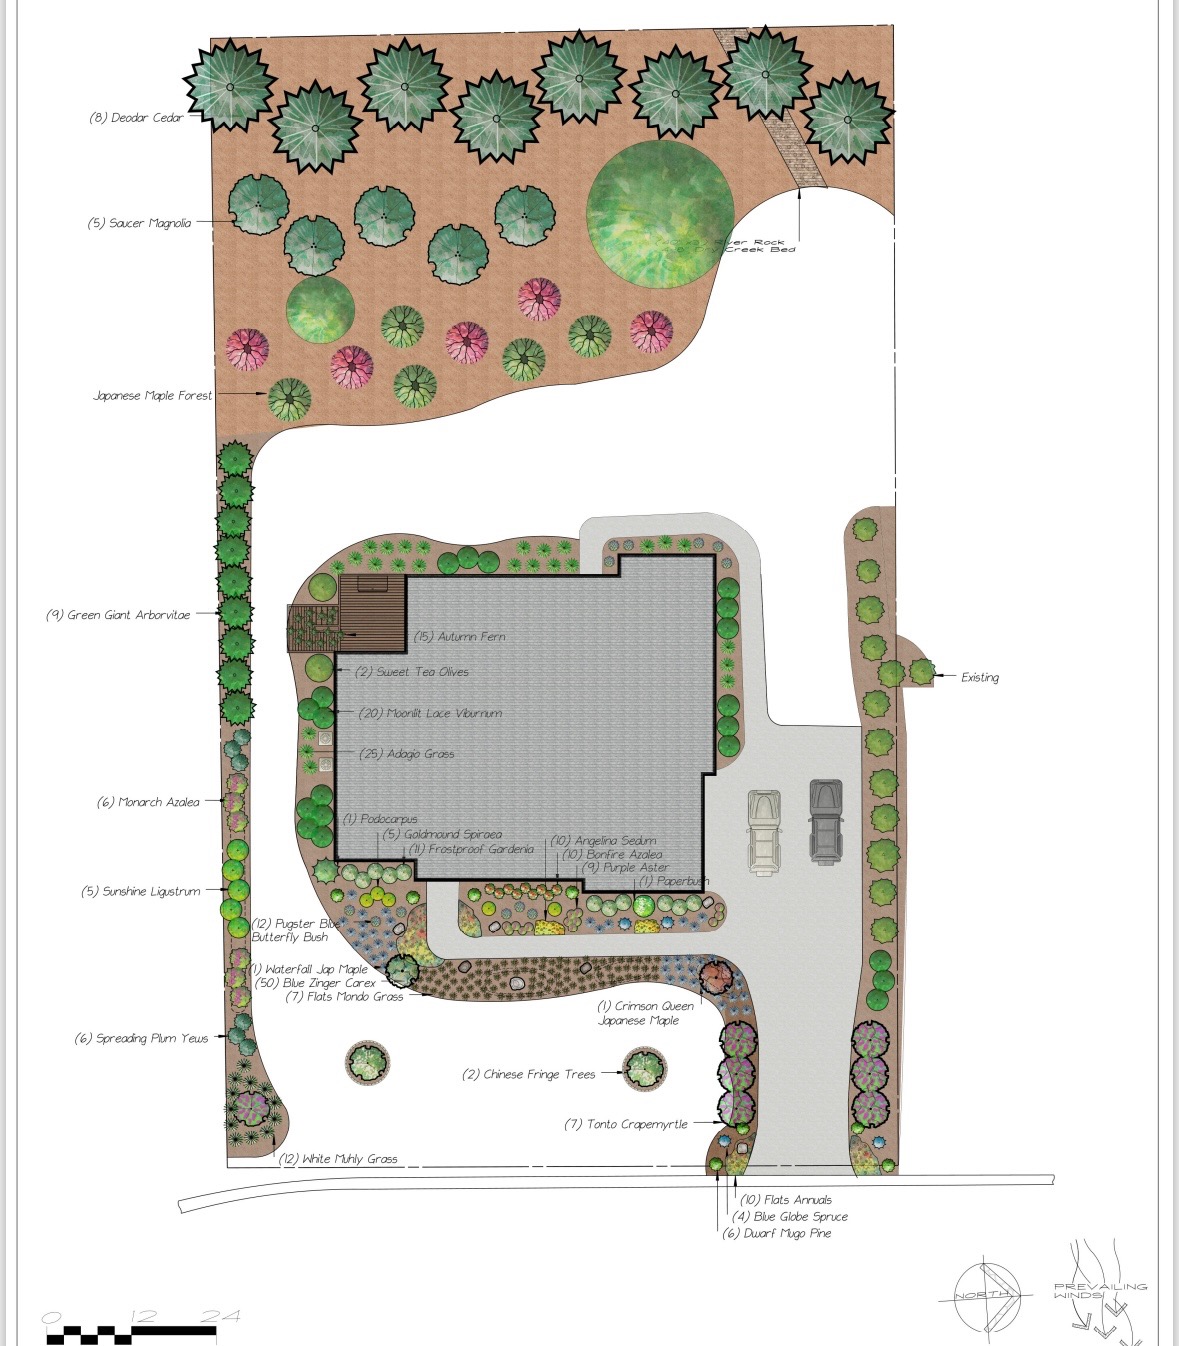 (8) Deodar Cedar
(5) Saucer Magnolia
River Rock
Creek Bed
Japanese Maple Forest
(9) Green Giant Arborvitae
(15) Autumn Fern
(2) Sweet Tea Olives
Existing
(20) Moonlit Lace Viburnum
(25) Adagio Grass
(6) Monarch Azalea
(1) Podocarpus
(5) Goldmound Spiraea
(11) Frostproof Gardenia
(10) Angelina Sedum
(10) Bonfire Azalea
(9) Purple Aster
(1) Paperbush
(5) Sunshine Ligustrum
(12) Pugster Blue
Butterfly Bush
(1) Waterfall Jap Maple
(50) Blue Zinger Carex
(7) Flats Mondo Grass
(1) Crimson Queen
Japanese Maple
(6) Spreading Plum Yews
(2) Chinese Fringe Trees
(7) Tonto Crapemyrtle
(12) White Muhly Grass
(10) Flats Annuals
(4) Blue Globe Spruce
(6) Dwarf Mugo Pine
NORTH
PREVAILING
WINDS
0 12 24